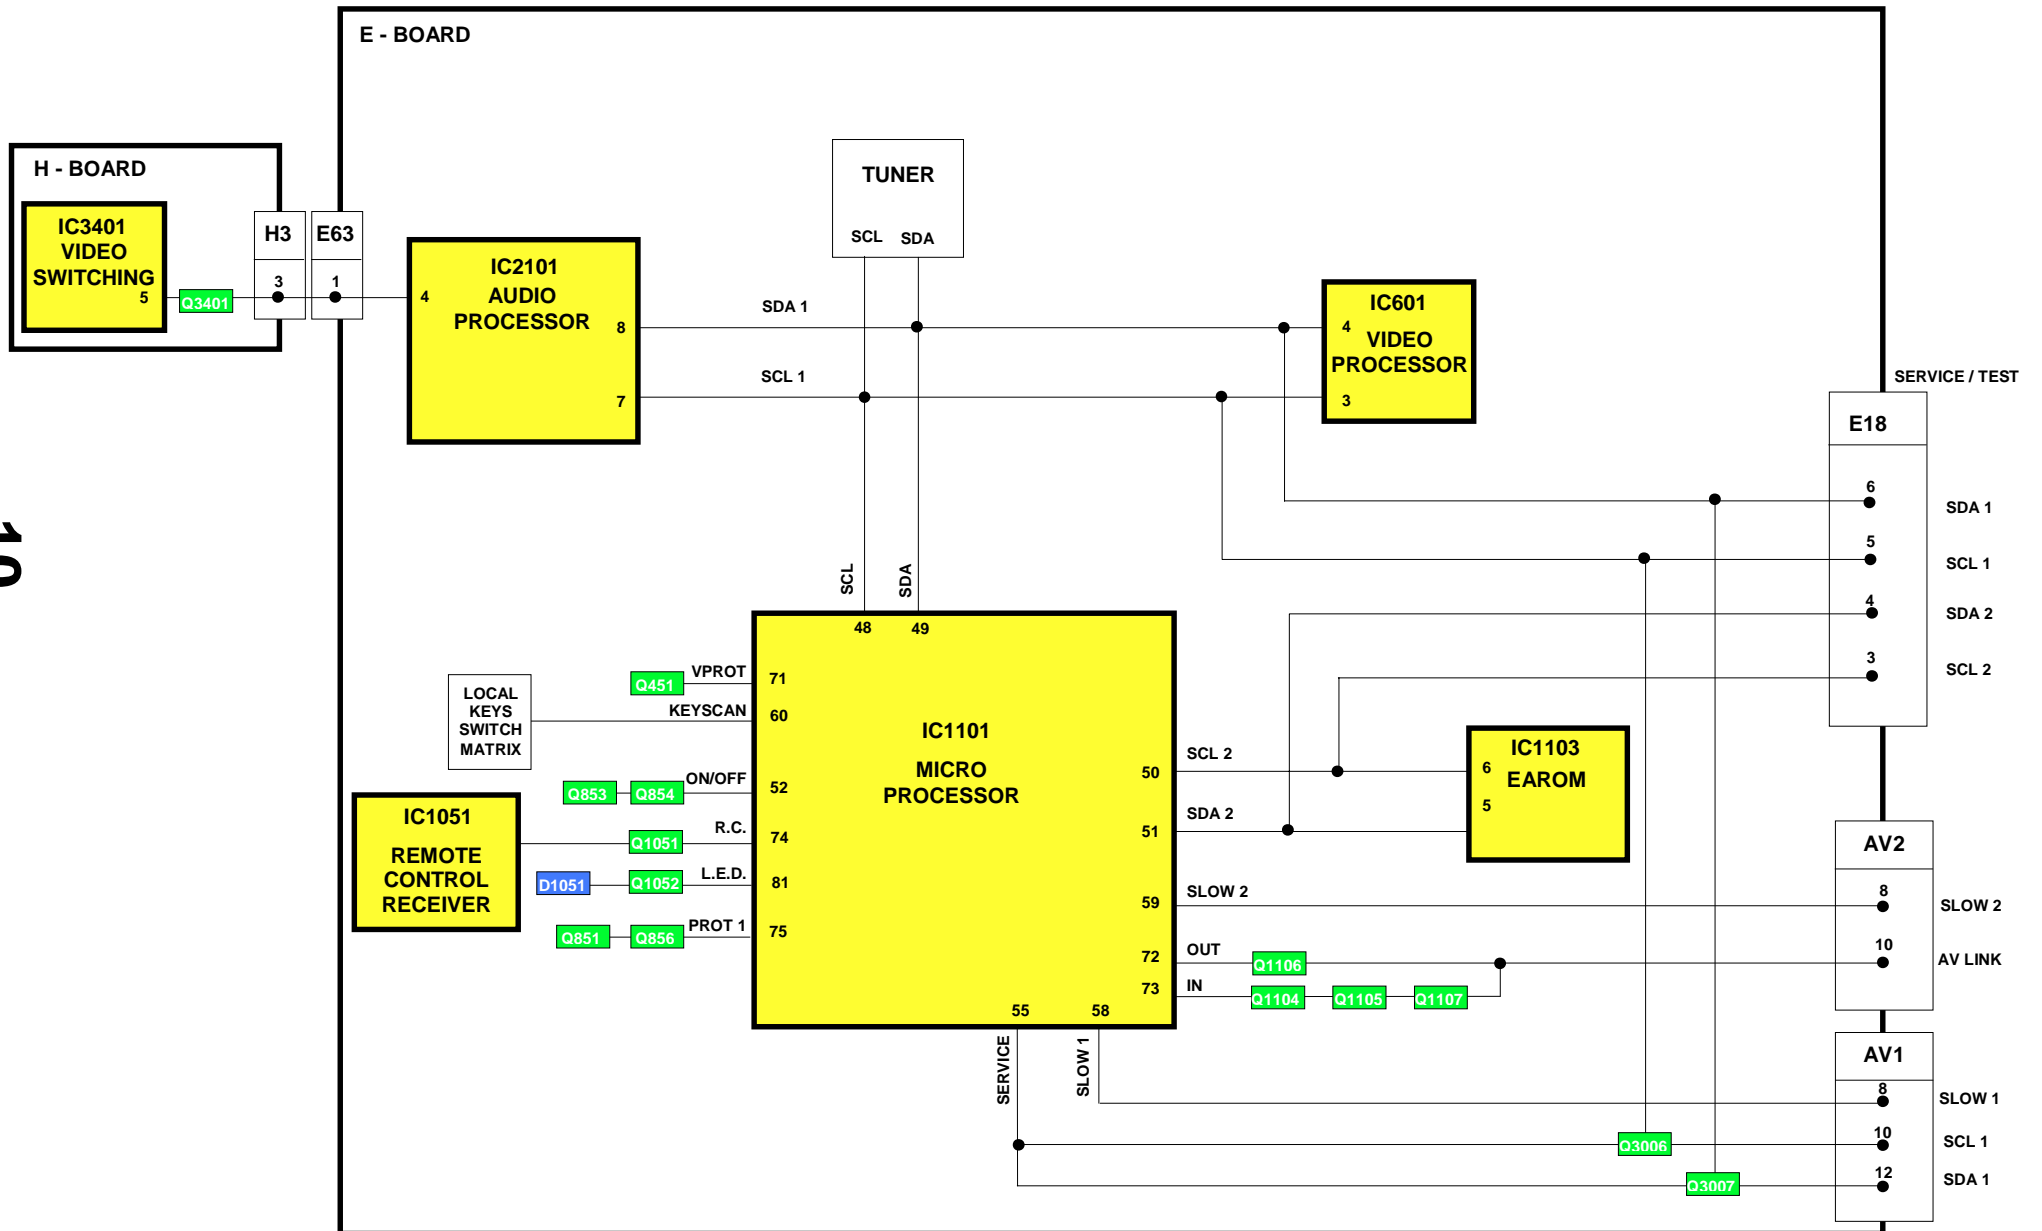 E - BOARD
H - BOARD
IC3401
VIDEO
SWITCHING
5
Q3401
H3
3
E63
1
IC2101
AUDIO
PROCESSOR
4
8
7
TUNER
SCL SDA
SDA 1
SCL 1
IC601
4
VIDEO
PROCESSOR
3
SERVICE / TEST
E18
6
SDA 1
5
SCL 1
4
SDA 2
3
SCL 2
10
SCL
SDA
48 49
IC1101
MICRO
PROCESSOR
LOCAL
KEYS
SWITCH
MATRIX
Q451
VPROT
71
KEYSCAN
60
Q853
Q854
ON/OFF
52
IC1051
REMOTE
CONTROL
RECEIVER
Q1051
R.C.
74
D1051
Q1052
L.E.D.
81
Q851
Q856
PROT 1
75
50
SCL 2
51
SDA 2
IC1103
6
EAROM
5
59
SLOW 2
72
OUT
Q1106
73
IN
Q1104
Q1105
Q1107
55 58
SERVICE
SLOW 1
AV2
8
SLOW 2
10
AV LINK
AV1
8
SLOW 1
Q3006
10
SCL 1
Q3007
12
SDA 1